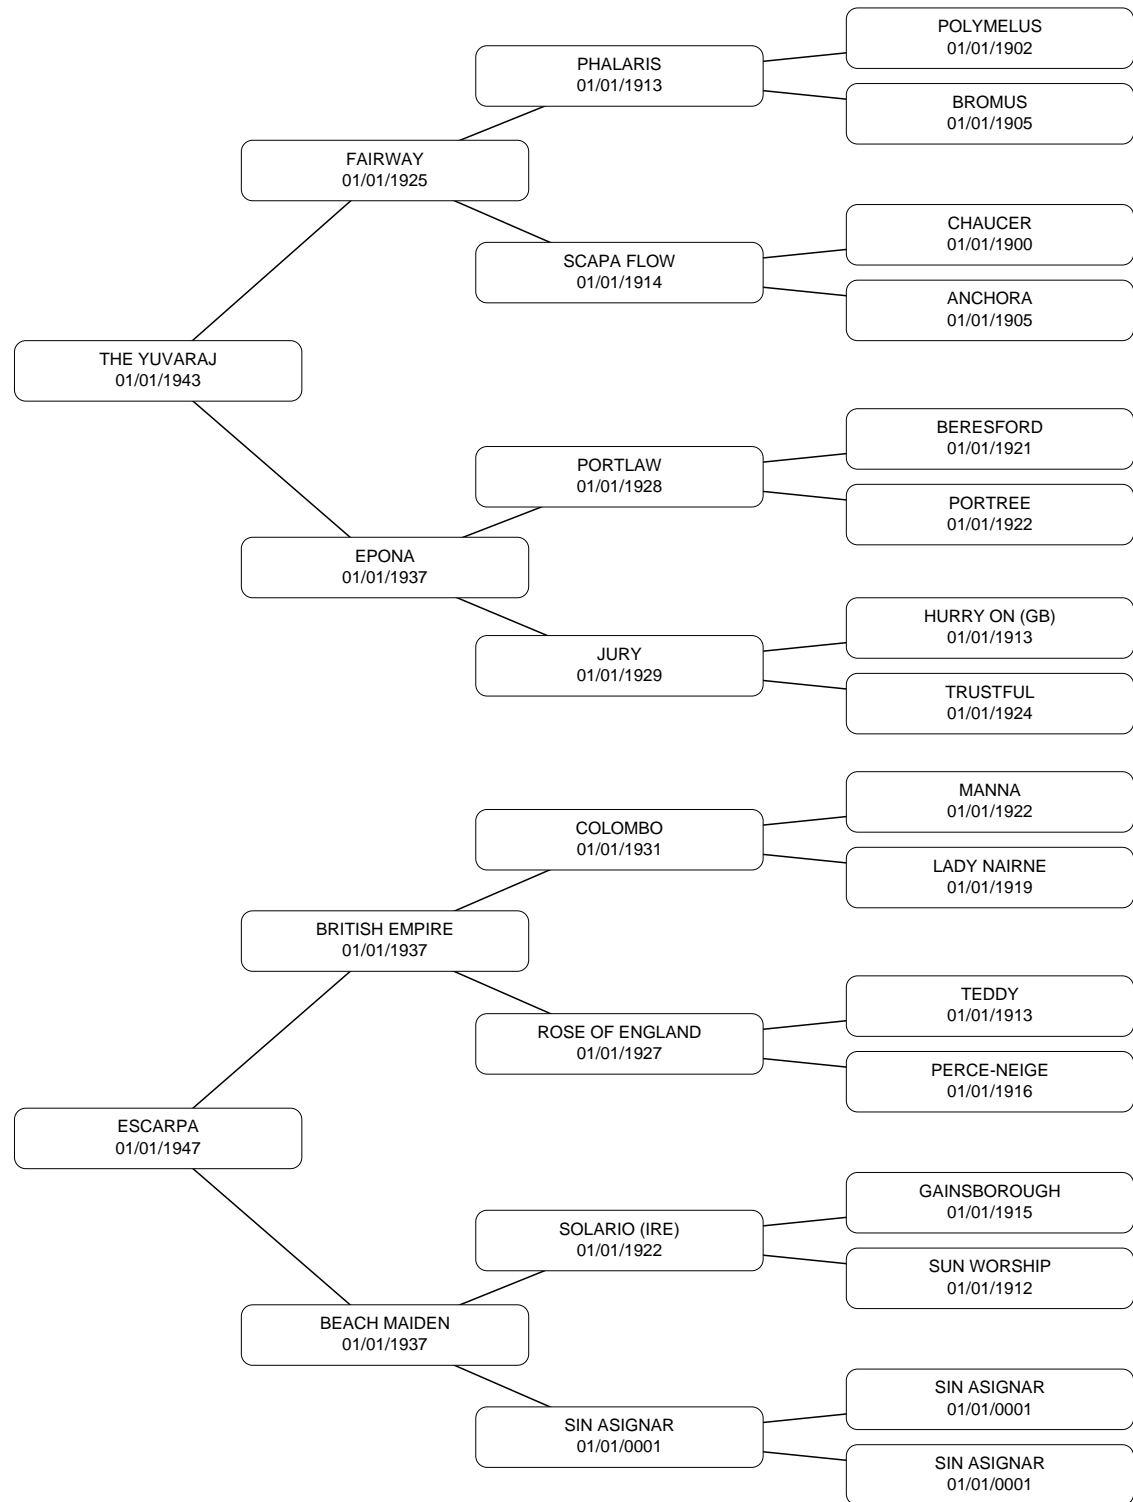 POLYMELUS
01/01/1902
PHALARIS
01/01/1913
BROMUS
01/01/1905
FAIRWAY
01/01/1925
CHAUCER
01/01/1900
SCAPA FLOW
01/01/1914
ANCHORA
01/01/1905
THE YUVARAJ
01/01/1943
BERESFORD
01/01/1921
PORTLAW
01/01/1928
PORTREE
01/01/1922
EPONA
01/01/1937
HURRY ON (GB)
01/01/1913
JURY
01/01/1929
TRUSTFUL
01/01/1924
MANNA
01/01/1922
COLOMBO
01/01/1931
LADY NAIRNE
01/01/1919
BRITISH EMPIRE
01/01/1937
TEDDY
01/01/1913
ROSE OF ENGLAND
01/01/1927
PERCE-NEIGE
01/01/1916
ESCARPA
01/01/1947
GAINSBOROUGH
01/01/1915
SOLARIO (IRE)
01/01/1922
SUN WORSHIP
01/01/1912
BEACH MAIDEN
01/01/1937
SIN ASIGNAR
01/01/0001
SIN ASIGNAR
01/01/0001
SIN ASIGNAR
01/01/0001